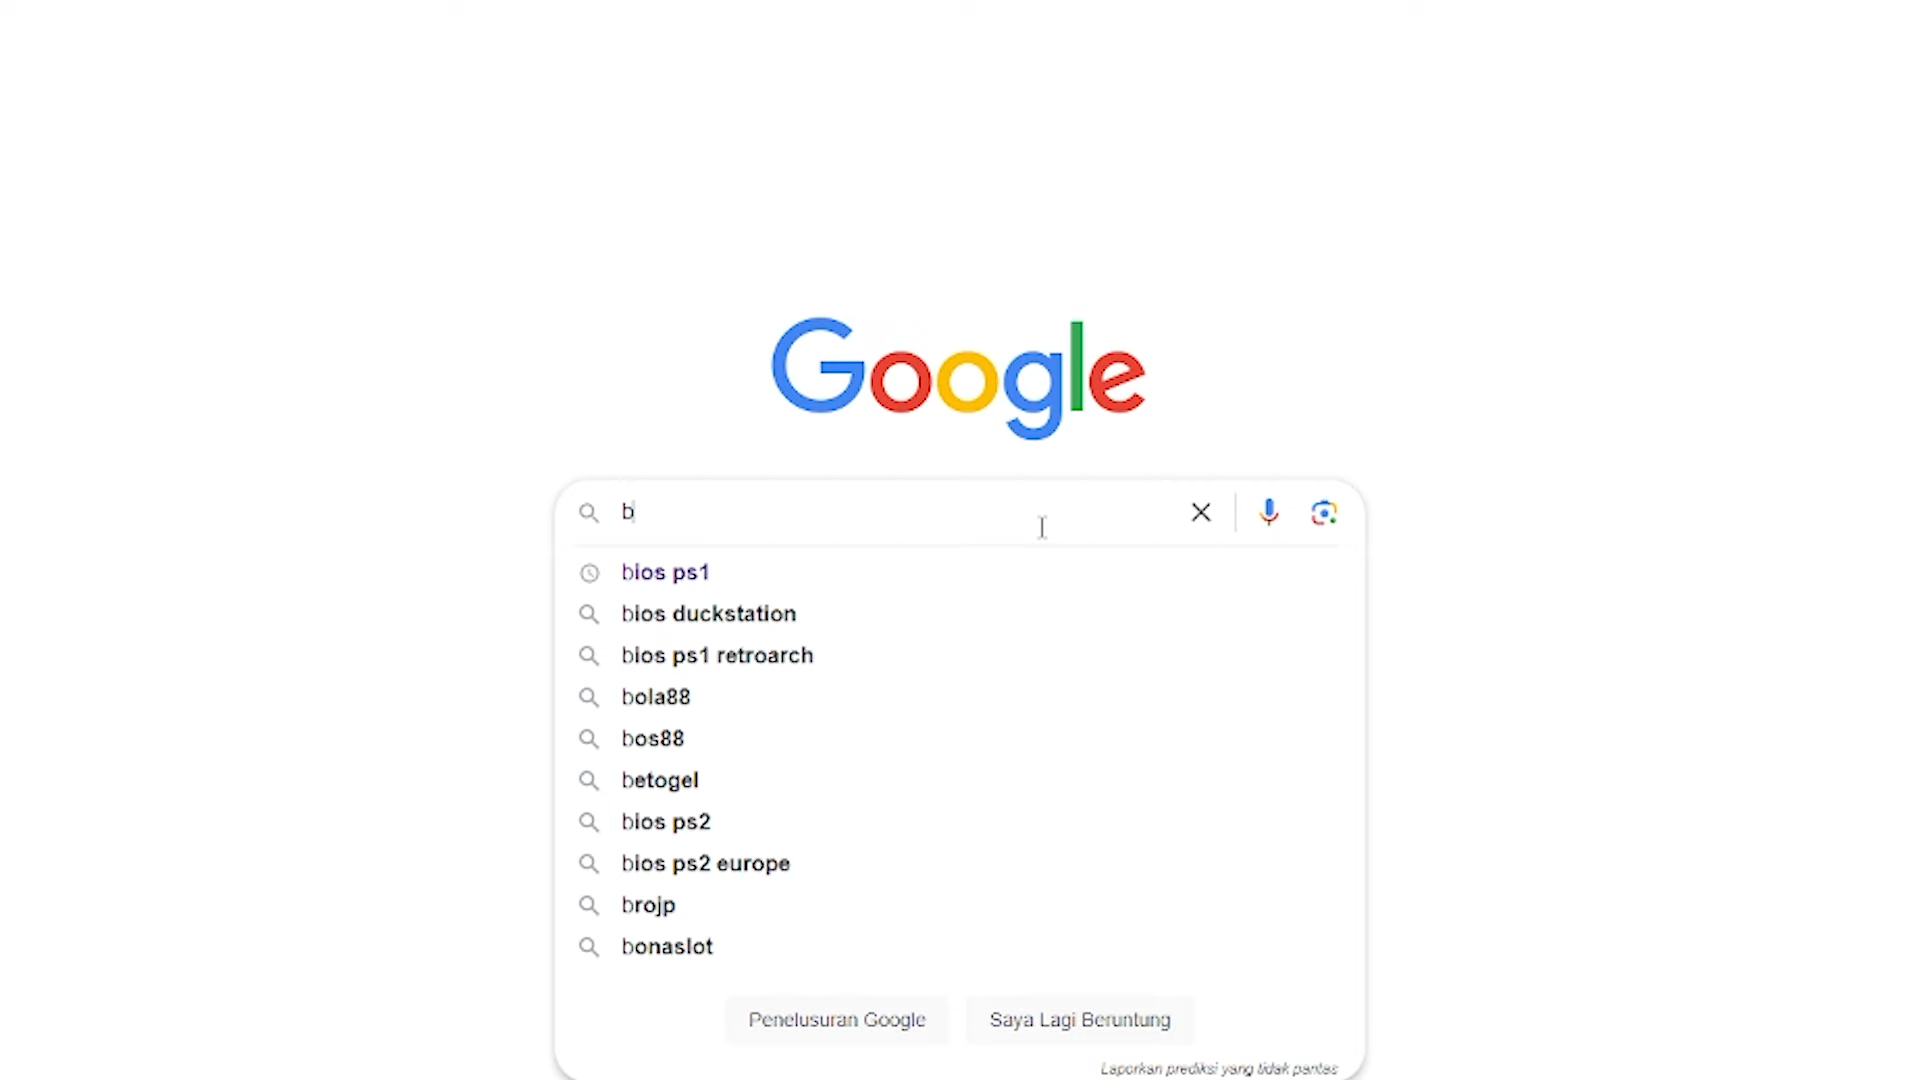 Google
b
bios ps1
bios duckstation
bios ps1 retroarch
bola88
bos88
betogel
bios ps2
bios ps2 europe
brojp
bonaslot
Penelusuran Google
Saya Lagi Beruntung
Laporkan prediksi yang tidak pantas